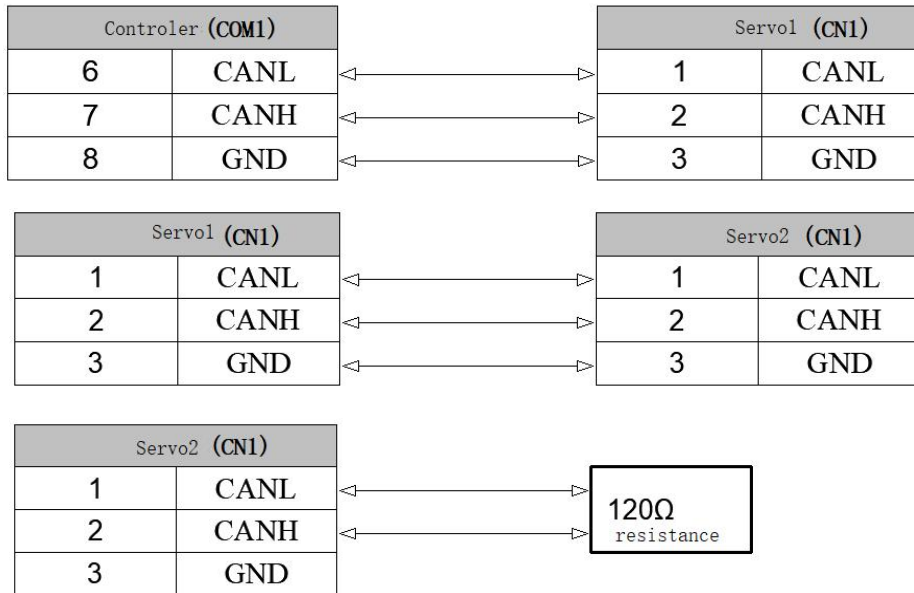 Controler (COM1)
6 CANL
7 CANH
8 GND
Servo1 (CN1)
1 CANL
2 CANH
3 GND
Servo1 (CN1)
1 CANL
2 CANH
3 GND
Servo2 (CN1)
1 CANL
2 CANH
3 GND
Servo2 (CN1)
1 CANL
2 CANH
3 GND
120Ω
resistance